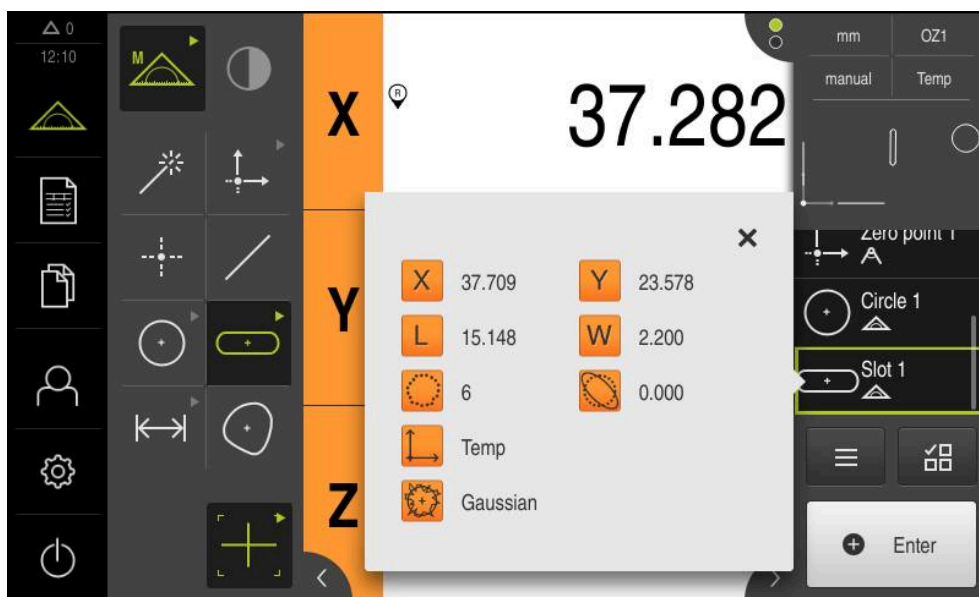 0
12:10
M
X
R
37.282
mm
OZ1
manual
Temp
Zero point 1
X
37.709
Y
23.578
Circle 1
Y
L
15.148
W
2.200
Slot 1
6
0.000
Temp
Gaussian
Z
Enter